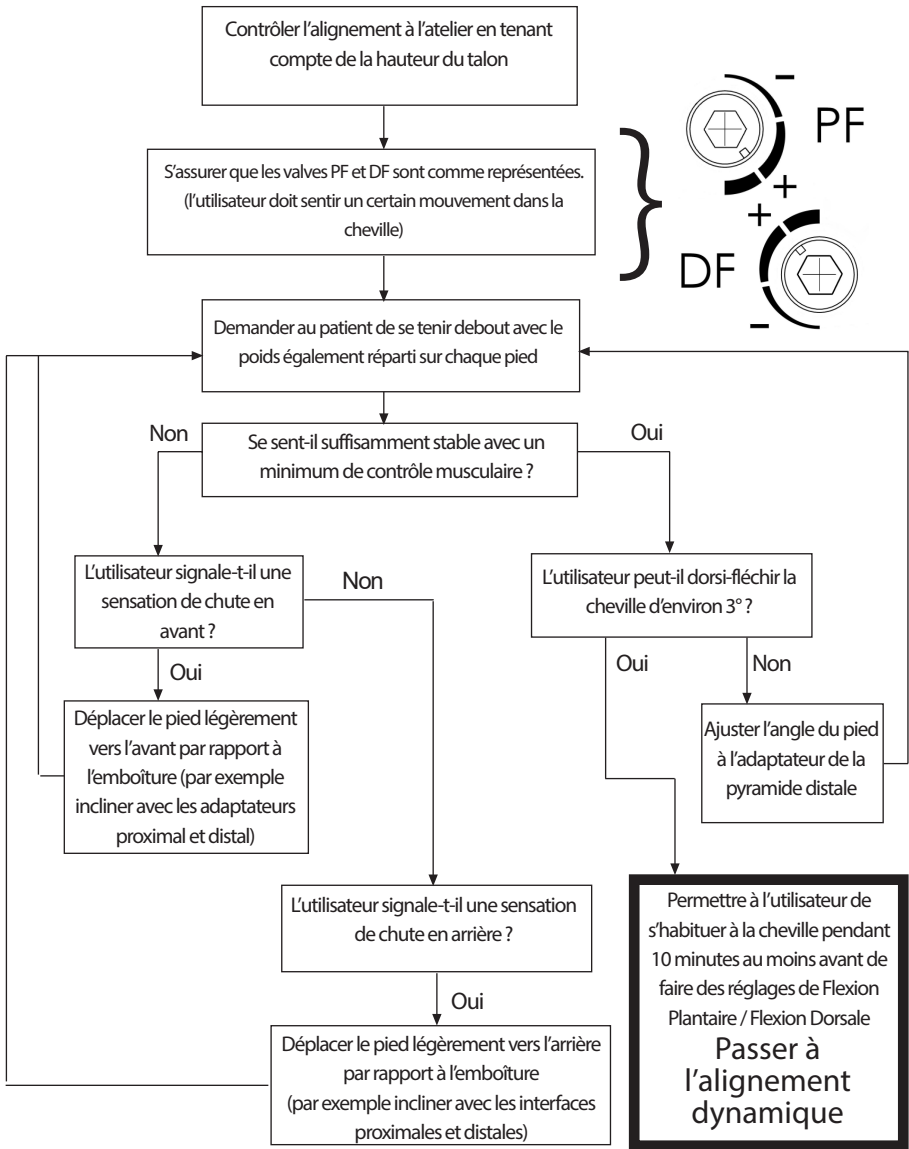 Contrôler l'alignement à l'atelier en tenant
compte de la hauteur du talon
S'assurer que les valves PF et DF sont comme représentées.
(l'utilisateur doit sentir un certain mouvement dans la
cheville)
-
PF
+
+
DF
-
Demander au patient de se tenir debout avec le
poids également réparti sur chaque pied
Non
Se sent-il suffisamment stable avec un
minimum de contrôle musculaire ?
Oui
L'utilisateur signale-t-il une
sensation de chute en
avant ?
Non
L'utilisateur peut-il dorsi-fléchir la
cheville d'environ 3° ?
Oui
Oui
Non
Déplacer le pied légèrement
vers l'avant par rapport à
l'emboîture (par exemple
incliner avec les adaptateurs
proximal et distal)
Ajuster l'angle du pied
à l'adaptateur de la
pyramide distale
L'utilisateur signale-t-il une sensation
de chute en arrière ?
Oui
Déplacer le pied légèrement vers l'arrière
par rapport à l'emboîture
(par exemple incliner avec les interfaces
proximales et distales)
Permettre à l'utilisateur de
s'habituer à la cheville pendant
10 minutes au moins avant de
faire des réglages de Flexion
Plantaire / Flexion Dorsale
Passer à
l'alignement
dynamique